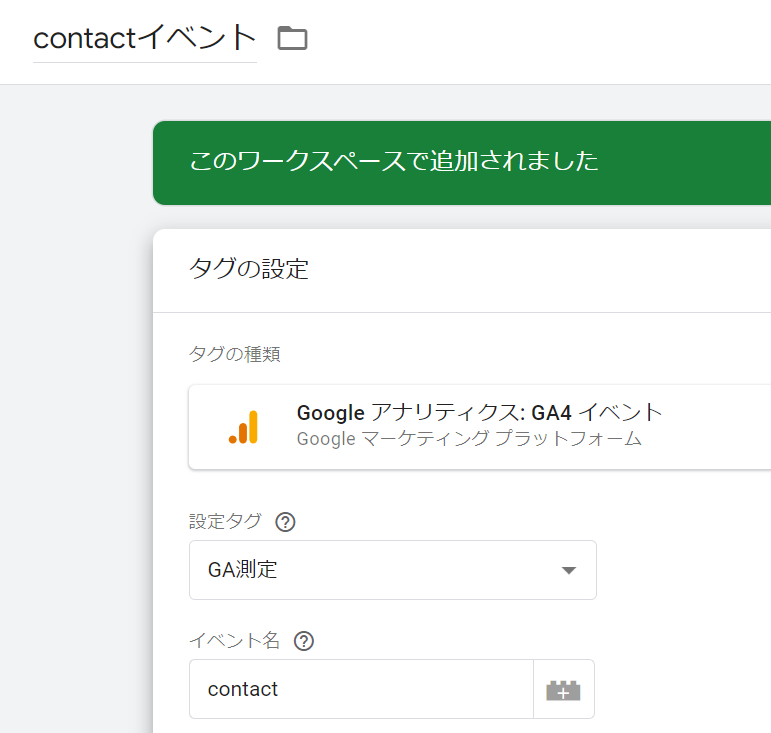 contactイベント
このワークスペースで追加されました
タグの設定
タグの種類
Google アナリティクス: GA4 イベント
Google マーケティング プラットフォーム
設定タグ
GA測定
イベント名
contact